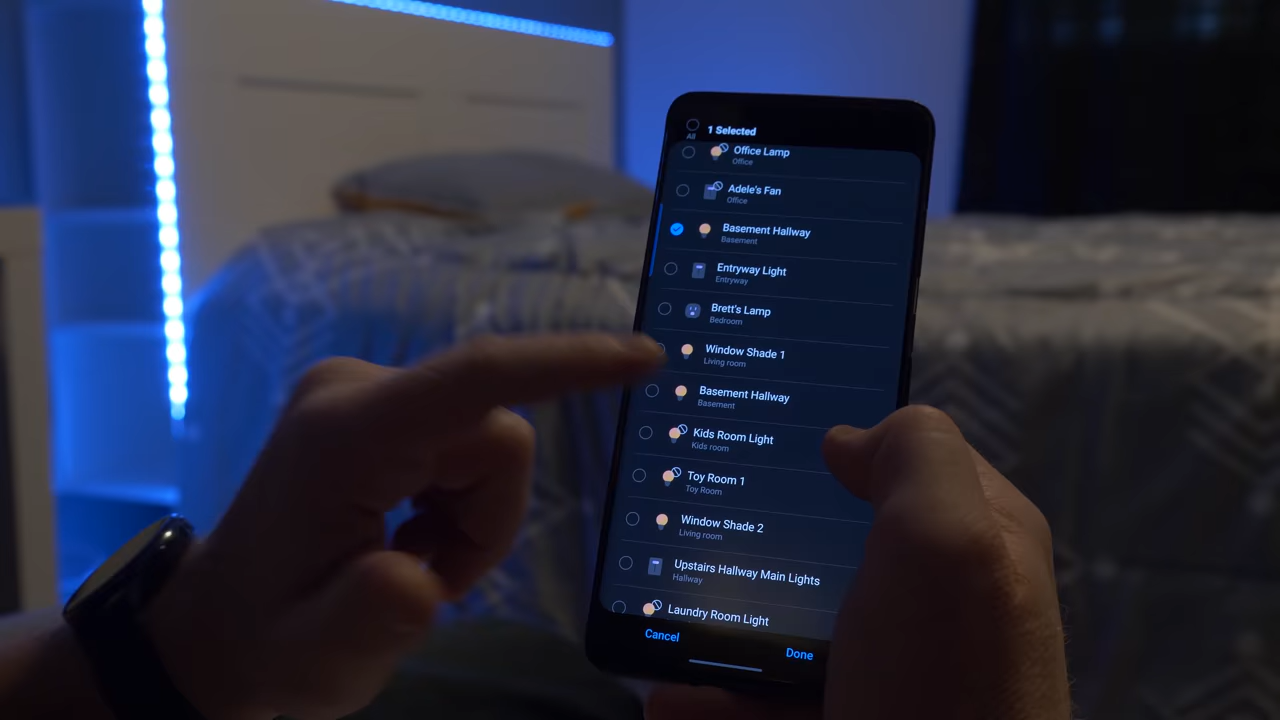 1 Selected
All
Office Lamp
Office
Adele's Fan
Office
Basement Hallway
Basement
Entryway Light
Entryway
Brett's Lamp
Bedroom
Window Shade 1
Living room
Basement Hallway
Basement
Kids Room Light
Kids room
Toy Room 1
Toy Room
Window Shade 2
Living room
Upstairs Hallway Main Lights
Hallway
Laundry Room Light
Cancel
Done